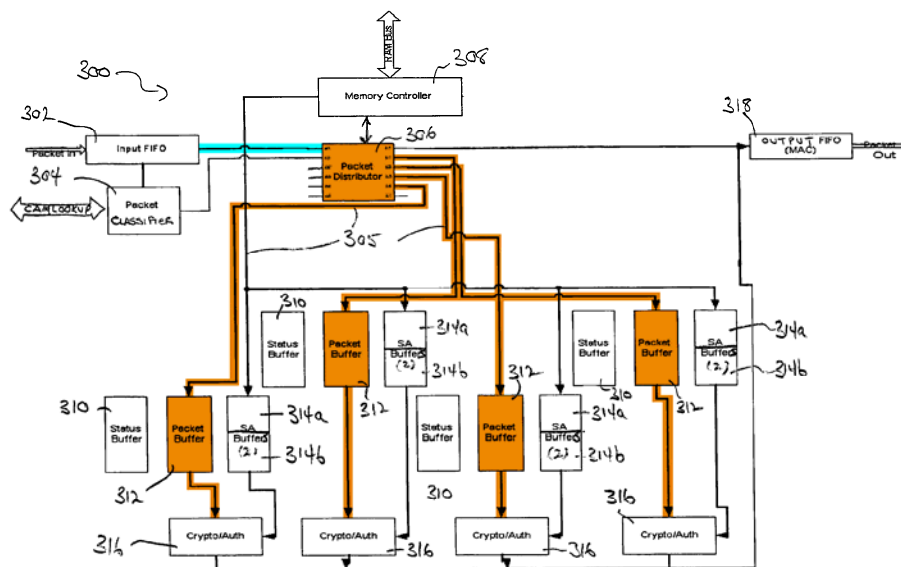 RAM Bus
300
308
Memory Controller
302
306
318
Packet In
Input FIFO
Packet
Distributor
OUTPUT FIFO
(MAC)
Packet
Out
304
CAM LOOKUP
Packet
CLASSIFIER
305
310
Status
Buffer
Packet
Buffer
312
314a
SA
Buffers
(2)
314b
Status
Buffer
310
Packet
Buffer
312
314a
SA
Buffers
(2)
314b
310
Status
Buffer
Packet
Buffer
312
314a
SA
Buffers
(2)
314b
Status
Buffer
310
Packet
Buffer
312
314a
SA
Buffers
(2)
314b
Crypto/Auth
316
Crypto/Auth
316
Crypto/Auth
316
Crypto/Auth
316